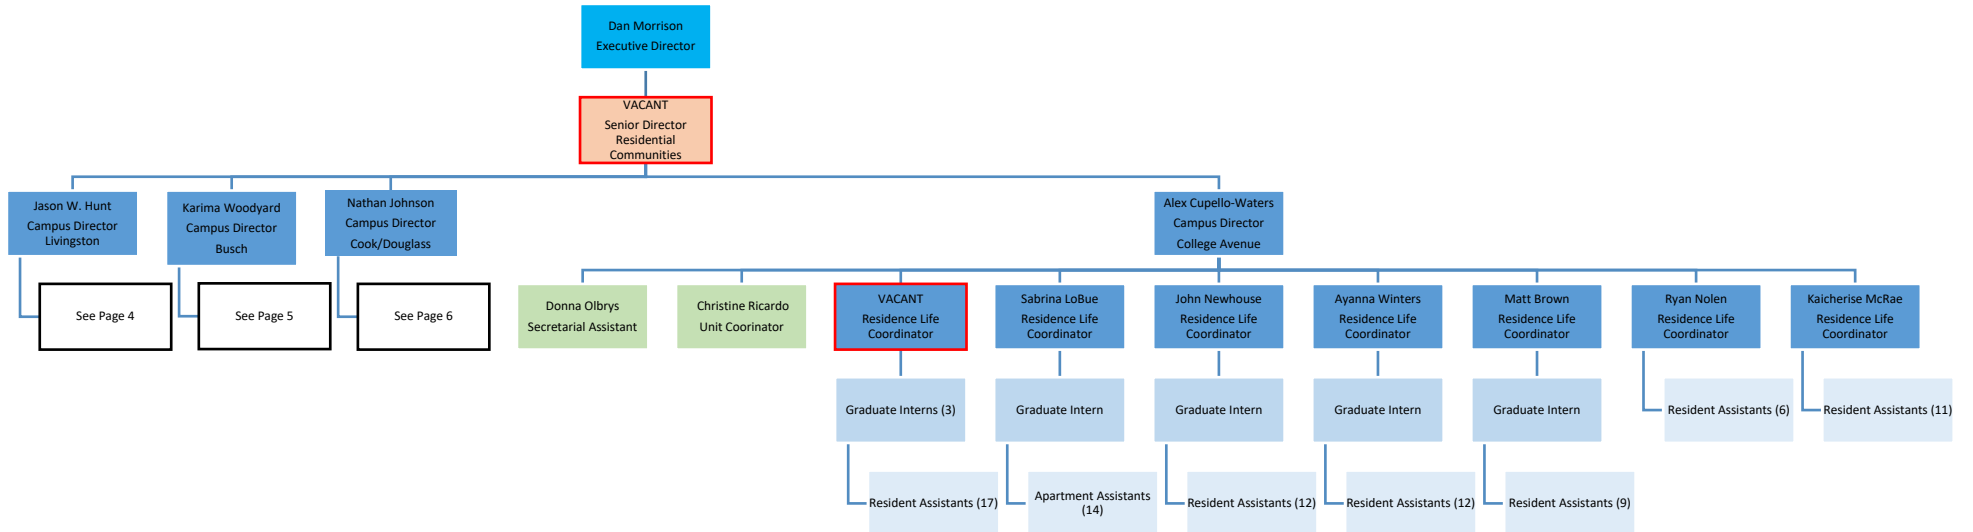 Dan Morrison
Executive Director
VACANT
Senior Director
Residential
Communities
Jason W. Hunt
Campus Director
Livingston
Karima Woodyard
Campus Director
Busch
Nathan Johnson
Campus Director
Cook/Douglass
Alex Cupello-Waters
Campus Director
College Avenue
See Page 4
See Page 5
See Page 6
Donna Olbrys
Secretarial Assistant
Christine Ricardo
Unit Coorinator
VACANT
Residence Life
Coordinator
Sabrina LoBue
Residence Life
Coordinator
John Newhouse
Residence Life
Coordinator
Ayanna Winters
Residence Life
Coordinator
Matt Brown
Residence Life
Coordinator
Ryan Nolen
Residence Life
Coordinator
Kaicherise McRae
Residence Life
Coordinator
Graduate Interns (3)
Graduate Intern
Graduate Intern
Graduate Intern
Graduate Intern
Resident Assistants (6)
Resident Assistants (11)
Resident Assistants (17)
Apartment Assistants
(14)
Resident Assistants (12)
Resident Assistants (12)
Resident Assistants (9)